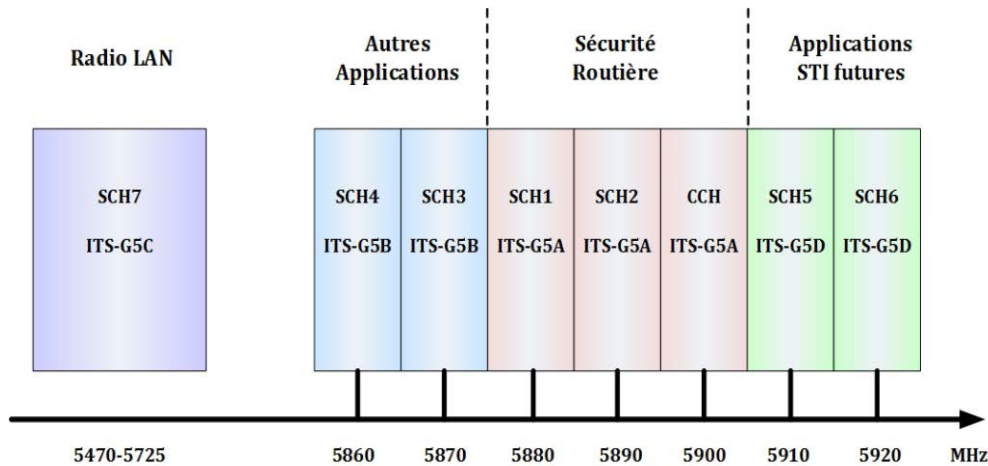 Radio LAN
Autres
Applications
Sécurité
Routière
Applications
STI futures
SCH7
ITS-G5C
SCH4
ITS-G5B
SCH3
ITS-G5B
SCH1
ITS-G5A
SCH2
ITS-G5A
CCH
ITS-G5A
SCH5
ITS-G5D
SCH6
ITS-G5D
5470-5725
5860
5870
5880
5890
5900
5910
5920
MHz